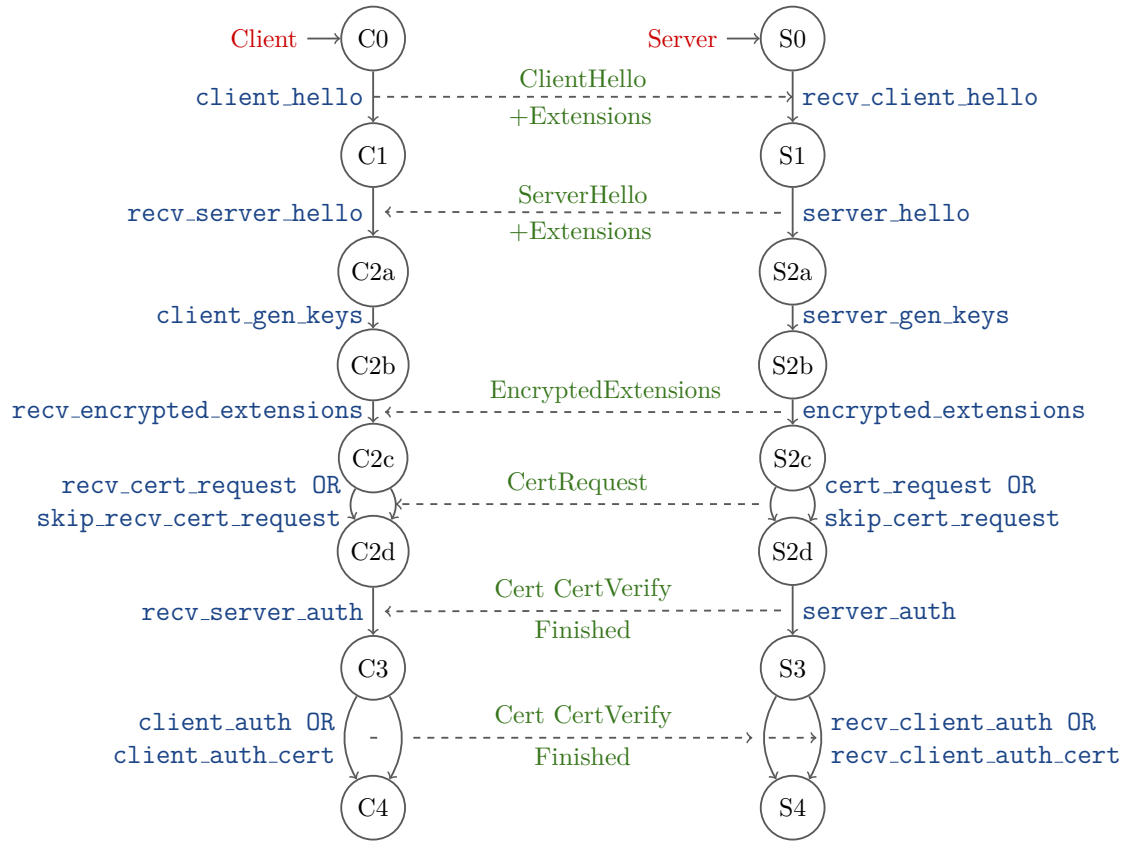 Client
C0
Server
S0
client_hello
ClientHello
+Extensions
recv_client_hello
C1
S1
recv_server_hello
ServerHello
+Extensions
server_hello
C2a
S2a
client_gen_keys
server_gen_keys
C2b
S2b
recv_encrypted_extensions
EncryptedExtensions
encrypted_extensions
C2c
S2c
recv_cert_request OR
skip_recv_cert_request
CertRequest
cert_request OR
skip_cert_request
C2d
S2d
recv_server_auth
Cert CertVerify
Finished
server_auth
C3
S3
client_auth OR
client_auth_cert
Cert CertVerify
Finished
recv_client_auth OR
recv_client_auth_cert
C4
S4